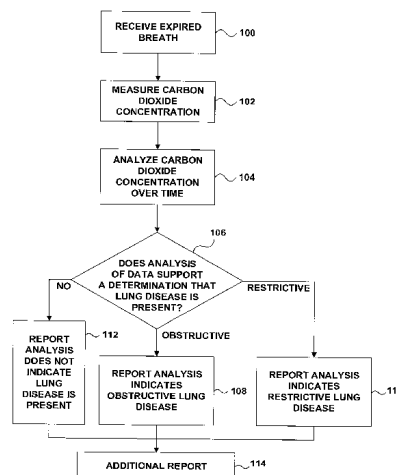 RECEIVE EXPIRED
BREATH
100
MEASURE CARBON
DIOXIDE
CONCENTRATION
102
ANALYZE CARBON
DIOXIDE
CONCENTRATION
OVER TIME
104
106
DOES ANALYSIS
OF DATA SUPPORT
A DETERMINATION THAT
LUNG DISEASE IS
PRESENT?
NO
RESTRICTIVE
OBSTRUCTIVE
REPORT
ANALYSIS
DOES NOT
INDICATE
LUNG
DISEASE IS
PRESENT
112
REPORT ANALYSIS
INDICATES
OBSTRUCTIVE LUNG
DISEASE
108
REPORT ANALYSIS
INDICATES
RESTRICTIVE LUNG
DISEASE
11
ADDITIONAL REPORT
114